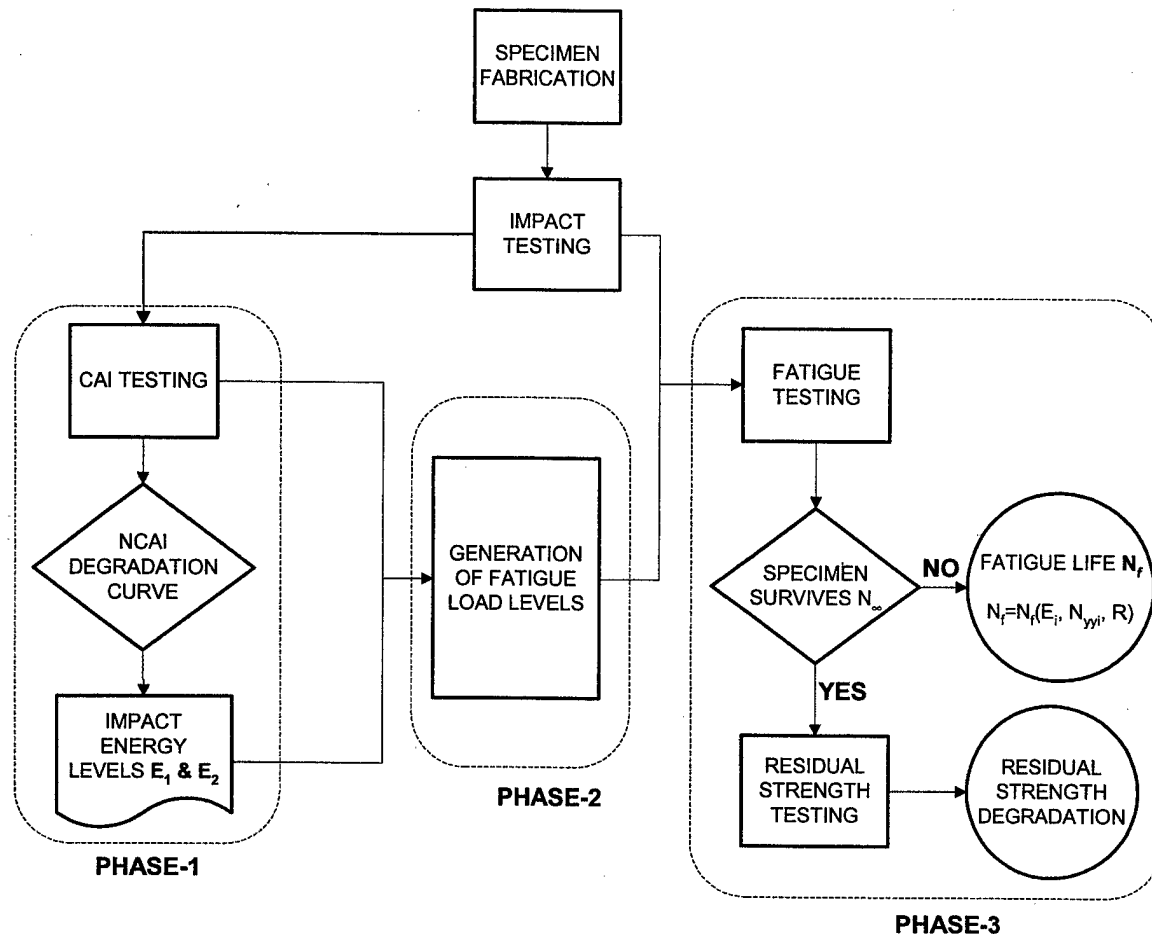 SPECIMEN
FABRICATION
IMPACT
TESTING
CAI TESTING
NCAI
DEGRADATION
CURVE
IMPACT
ENERGY
LEVELS E₁ & E₂
PHASE-1
GENERATION
OF FATIGUE
LOAD LEVELS
PHASE-2
FATIGUE
TESTING
SPECIMEN
SURVIVES N∞
NO
FATIGUE LIFE Nf
Nf=Nf(Ei, Nyyi, R)
YES
RESIDUAL
STRENGTH
TESTING
RESIDUAL
STRENGTH
DEGRADATION
PHASE-3